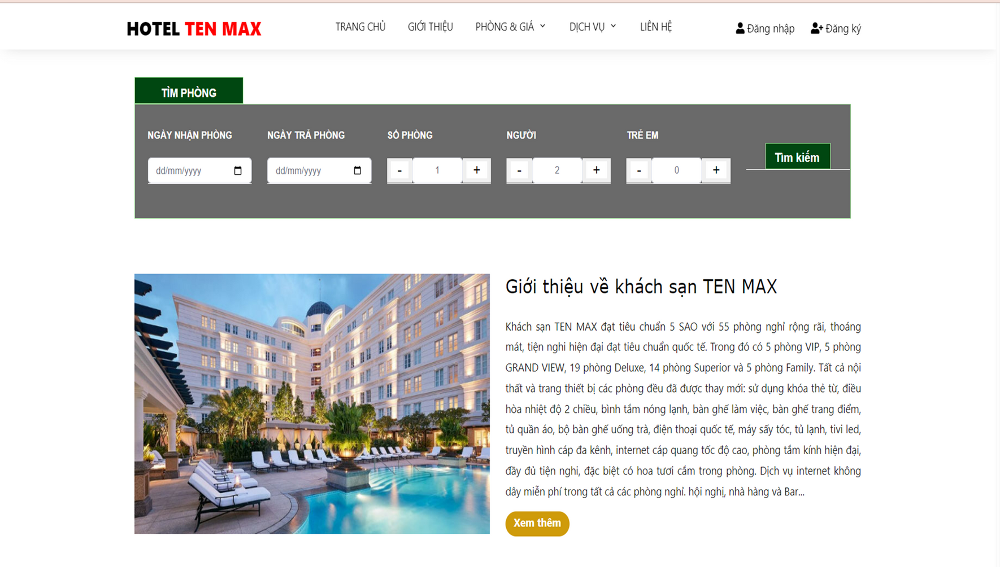 HOTEL TEN MAX
TRANG CHỦ
GIỚI THIỆU
PHÒNG & GIÁ
DỊCH VỤ
LIÊN HỆ
Đăng nhập
Đăng ký
TÌM PHÒNG
NGÀY NHẬN PHÒNG
NGÀY TRẢ PHÒNG
SỐ PHÒNG
NGƯỜI
TRẺ EM
dd/mm/yyyy
dd/mm/yyyy
- 1 +
- 2 +
- 0 +
Tìm kiếm
Giới thiệu về khách sạn TEN MAX
Khách sạn TEN MAX đạt tiêu chuẩn 5 SAO với 55 phòng nghỉ rộng rãi, thoáng
mát, tiện nghi hiện đại đạt tiêu chuẩn quốc tế. Trong đó có 5 phòng VIP, 5 phòng
GRAND VIEW, 19 phòng Deluxe, 14 phòng Superior và 5 phòng Family. Tất cả nội
thất và trang thiết bị các phòng đều đã được thay mới: sử dụng khóa thẻ từ, điều
hòa nhiệt độ 2 chiều, bình tắm nóng lạnh, bàn ghế làm việc, bàn ghế trang điểm,
tủ quần áo, bộ bàn ghế uống trà, điện thoại quốc tế, máy sấy tóc, tủ lạnh, tivi led,
truyền hình cáp đa kênh, internet cáp quang tốc độ cao, phòng tắm kính hiện đại,
đầy đủ tiện nghi, đặc biệt có hoa tươi cắm trong phòng. Dịch vụ internet không
dây miễn phí trong tất cả các phòng nghỉ. hội nghị, nhà hàng và Bar...
Xem thêm